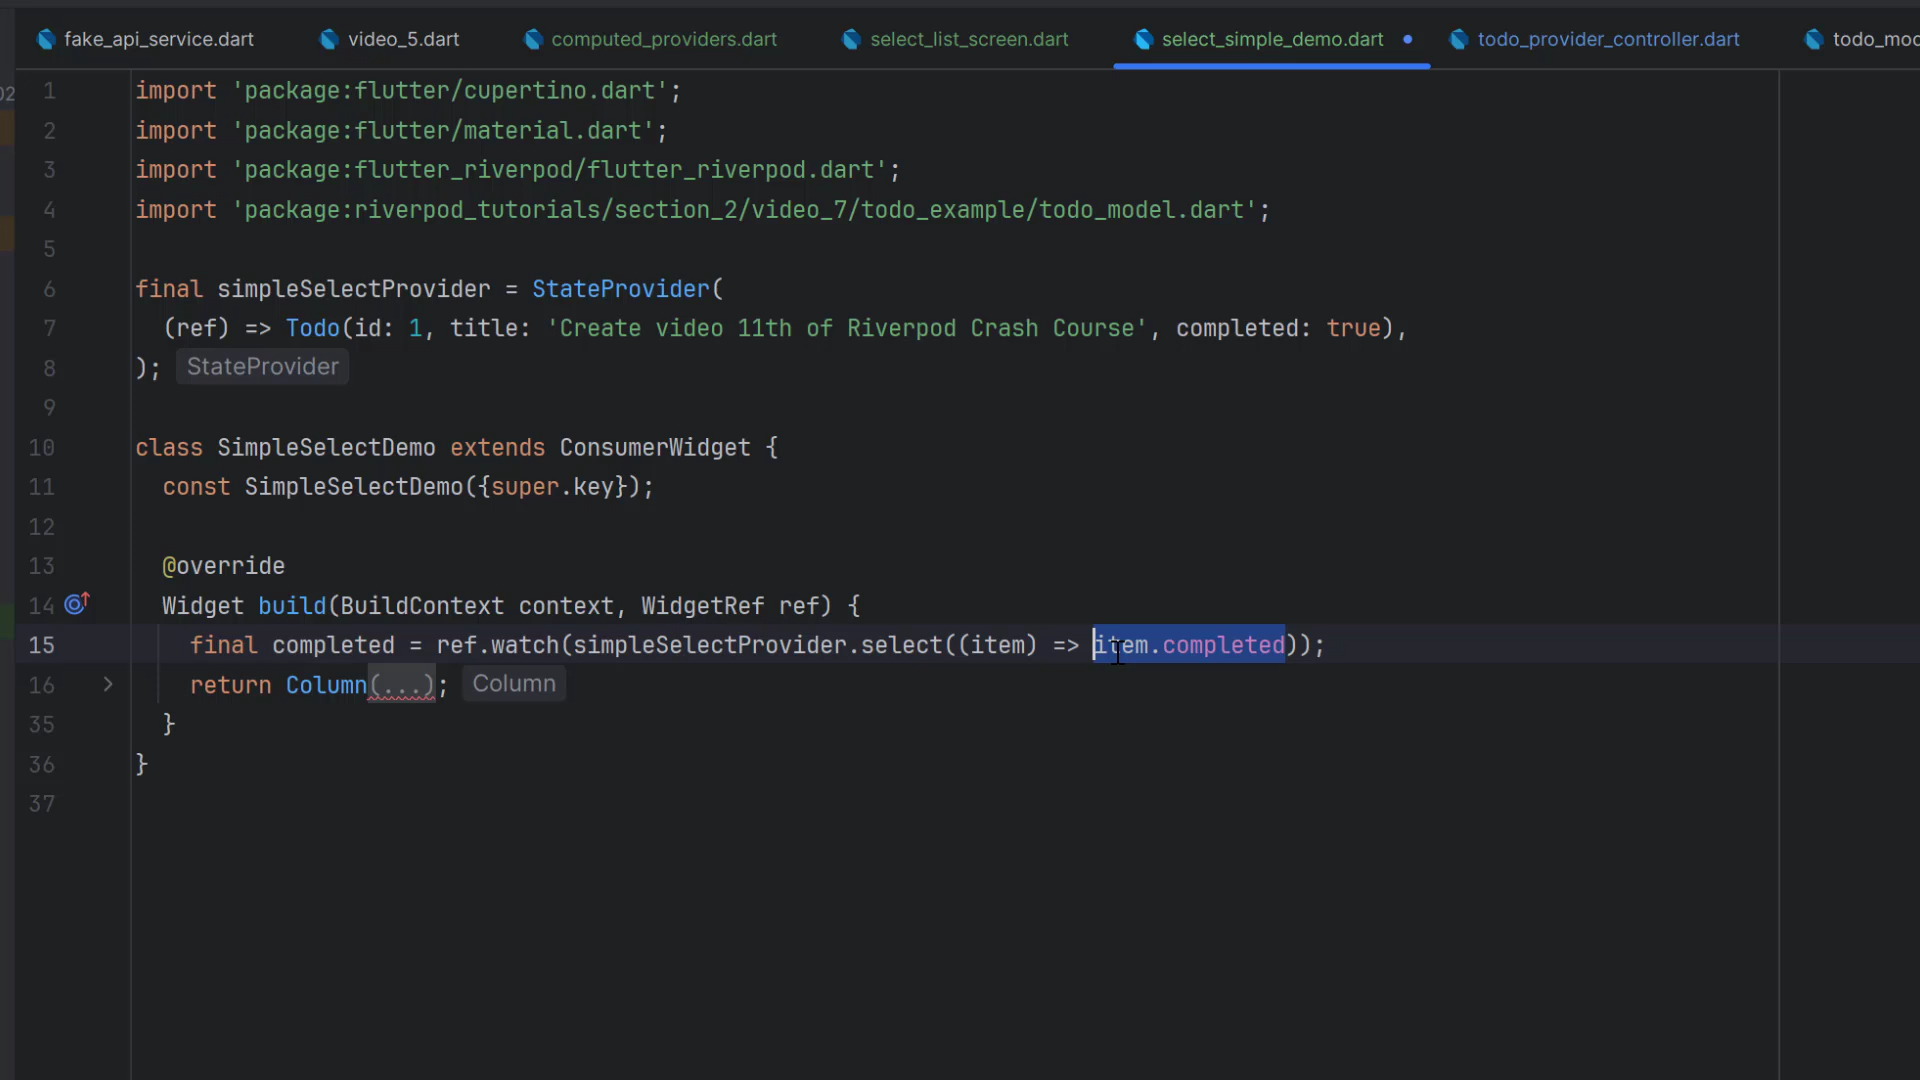 fake_api_service.dart video_5.dart computed_providers.dart select_list_screen.dart select_simple_demo.dart todo_provider_controller.dart todo_moc
02
1 import 'package:flutter/cupertino.dart';
2 import 'package:flutter/material.dart';
3 import 'package:flutter_riverpod/flutter_riverpod.dart';
4 import 'package:riverpod_tutorials/section_2/video_7/todo_example/todo_model.dart';
5
6 final simpleSelectProvider = StateProvider(
7 (ref) => Todo(id: 1, title: 'Create video 11th of Riverpod Crash Course', completed: true),
8 ); StateProvider
9
10 class SimpleSelectDemo extends ConsumerWidget {
11 const SimpleSelectDemo({super.key});
12
13 @override
14 Widget build(BuildContext context, WidgetRef ref) {
15 final completed = ref.watch(simpleSelectProvider.select((item) => item.completed));
16 return Column(...); Column
35 }
36 }
37